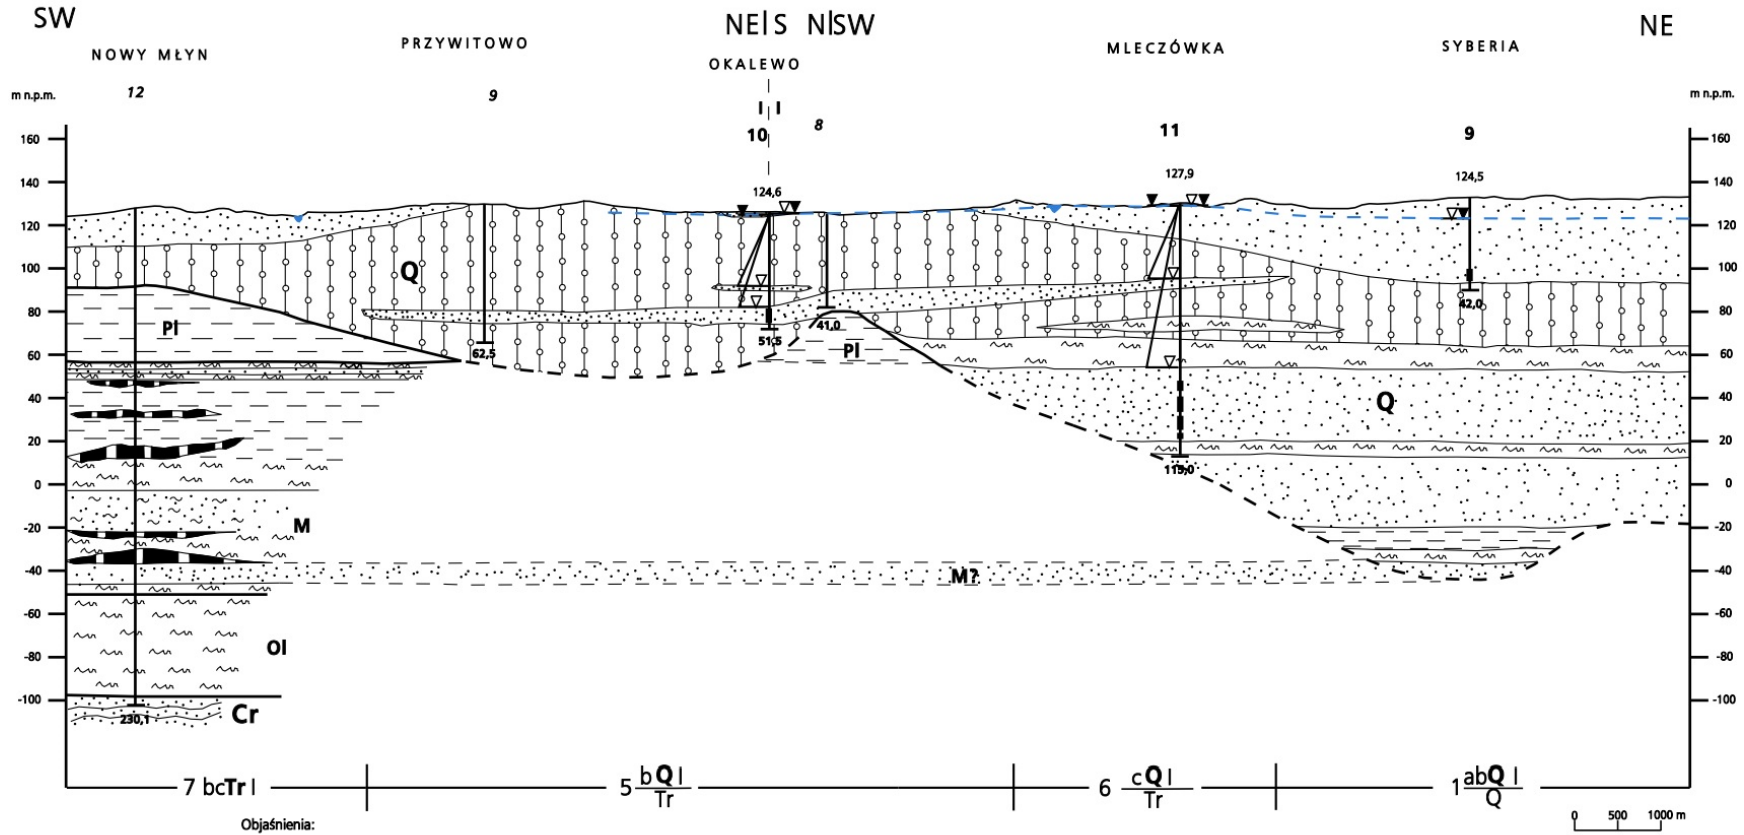 SW NE I S N ISW NE
NOWY MŁYN PRZYWITOWO OKALEWO MLECZÓWKA SYBERIA
m n.p.m. 12 9 I I 8 m n.p.m.
10 11 9
160 160
140 124,6 127,9 124,5 140
120 120
100 Q 100
80 80
Pl 41,0 42,0
62,5 51,5 Pl
60 60
40 Q 40
20 20
115,0
0 0
M
-20 -20
-40 M? -40
-60 -60
Ol
-80 -80
-100 -100
230,1 Cr
7 bcTr I 5 bQ I 6 cQ I 1 abQ I
Tr Tr Q
0 500 1000 m
Objaśnienia: